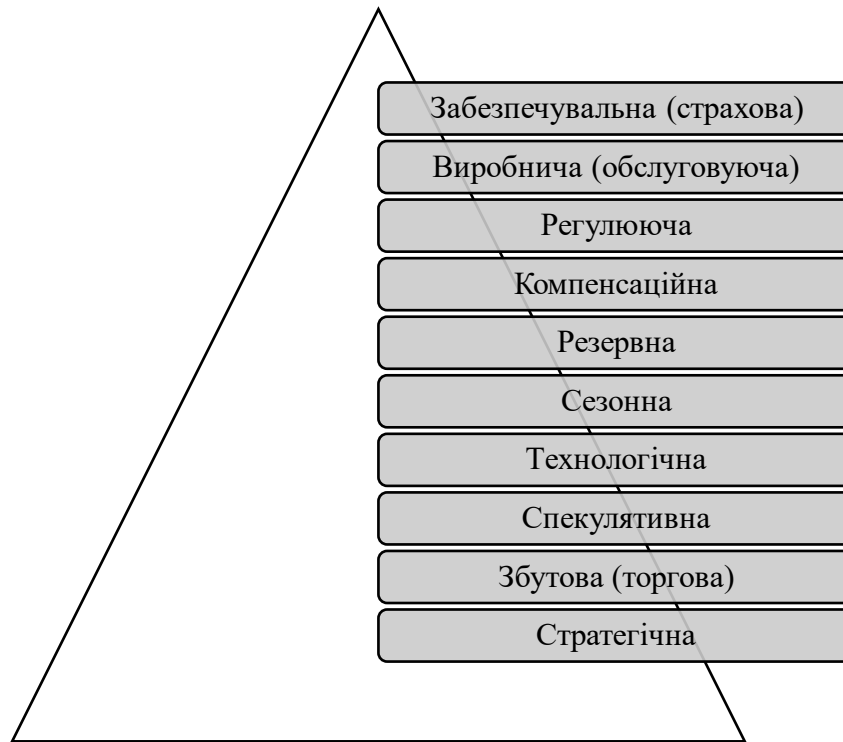 Забезпечувальна (страхова)
Виробнича (обслуговуюча)
Регулююча
Компенсаційна
Резервна
Сезонна
Технологічна
Спекулятивна
Збутова (торгова)
Стратегічна